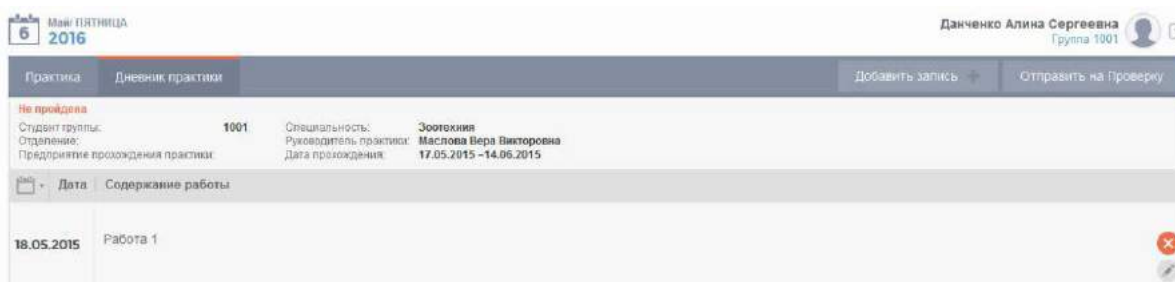 6 Май/ ПЯТНИЦА
2016
Данченко Алина Сергеевна
Группа 1001
Практика Дневник практики Добавить запись Отправить на Проверку
Не пройдена
Студент группы: 1001 Специальность: Зоотехния
Отделение: Руководитель практики: Маслова Вера Викторовна
Предприятие прохождения практики: Дата прохождения: 17.05.2015 –14.06.2015
Дата Содержание работы
18.05.2015 Работа 1